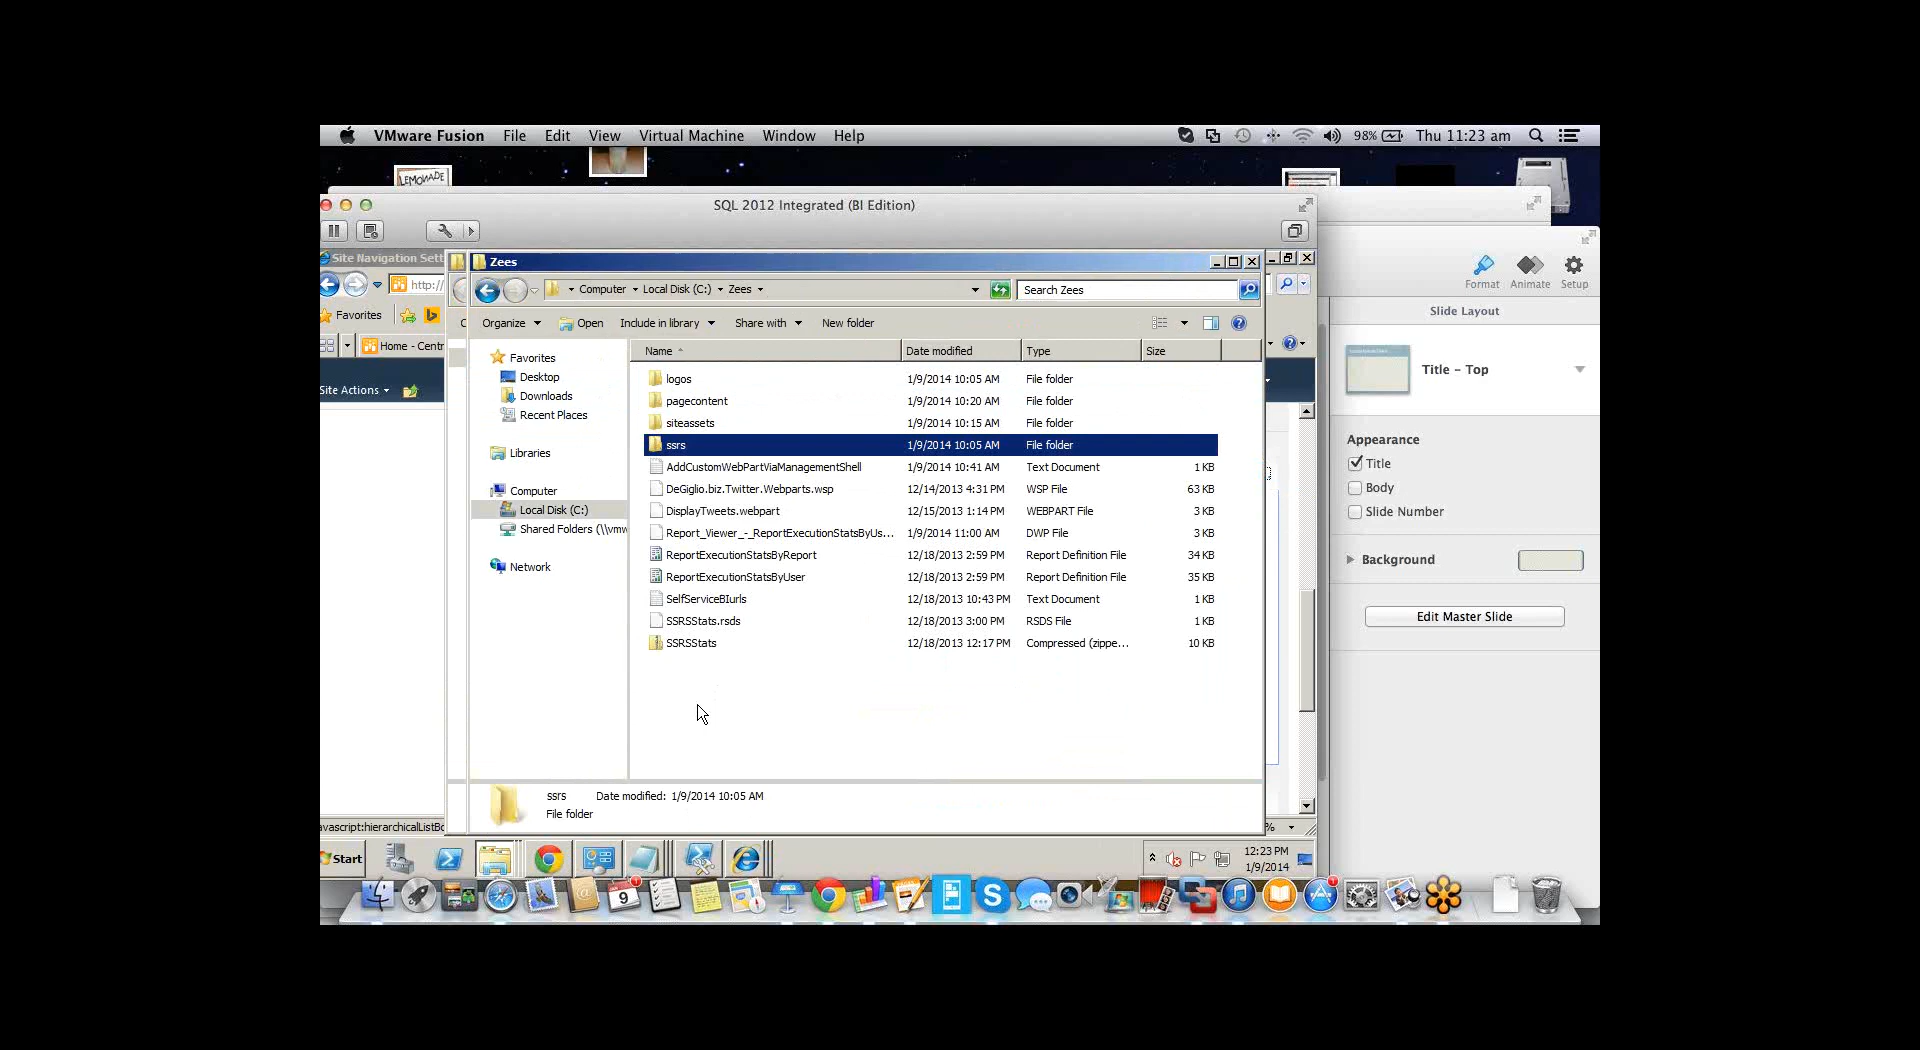 VMware Fusion File Edit View Virtual Machine Window Help 98% Thu 11:23 am
LEMONADE
SQL 2012 Integrated (BI Edition)
Site Navigation Sett
Zees
http://
Computer Local Disk (C:) Zees
Search Zees
Format Animate Setup
Favorites
Organize Open Include in library Share with New folder
Slide Layout
Home - Centr
Name Date modified Type Size
Site Actions
Favorites
Desktop
Downloads
Recent Places
Libraries
Computer
Local Disk (C:)
Shared Folders (\\vmw
Network
logos 1/9/2014 10:05 AM File folder
pagecontent 1/9/2014 10:20 AM File folder
siteassets 1/9/2014 10:15 AM File folder
ssrs 1/9/2014 10:05 AM File folder
AddCustomWebPartViaManagementShell 1/9/2014 10:41 AM Text Document 1 KB
DeGiglio.biz.Twitter.Webparts.wsp 12/14/2013 4:31 PM WSP File 63 KB
DisplayTweets.webpart 12/15/2013 1:14 PM WEBPART File 3 KB
Report_Viewer_-_ReportExecutionStatsByUs... 1/9/2014 11:00 AM DWP File 3 KB
ReportExecutionStatsByReport 12/18/2013 2:59 PM Report Definition File 34 KB
ReportExecutionStatsByUser 12/18/2013 2:59 PM Report Definition File 35 KB
SelfServiceBIurls 12/18/2013 10:43 PM Text Document 1 KB
SSRSStats.rsds 12/18/2013 3:00 PM RSDS File 1 KB
SSRSStats 12/18/2013 12:17 PM Compressed (zippe... 10 KB
ssrs Date modified: 1/9/2014 10:05 AM
File folder
Title - Top
Appearance
Title
Body
Slide Number
Background
Edit Master Slide
avascript:hierarchicalListBo
%
Start
12:23 PM
1/9/2014
9